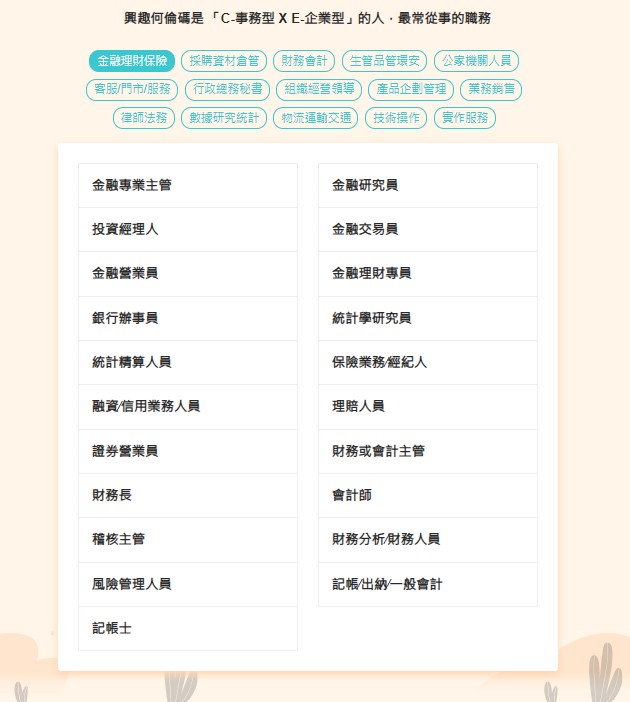 興趣何倫碼是「C-事務型 X E-企業型」的人，最常從事的職務
金融理財保險 採購資材倉管 財務會計 生管品管環安 公家機關人員
客服/門市/服務 行政總務秘書 組織經營領導 產品企劃管理 業務銷售
律師法務 數據研究統計 物流運輸交通 技術操作 實作服務
金融專業主管 金融研究員
投資經理人 金融交易員
金融營業員 金融理財專員
銀行辦事員 統計學研究員
統計精算人員 保險業務/經紀人
融資/信用業務人員 理賠人員
證券營業員 財務或會計主管
財務長 會計師
稽核主管 財務分析/財務人員
風險管理人員 記帳/出納/一般會計
記帳士